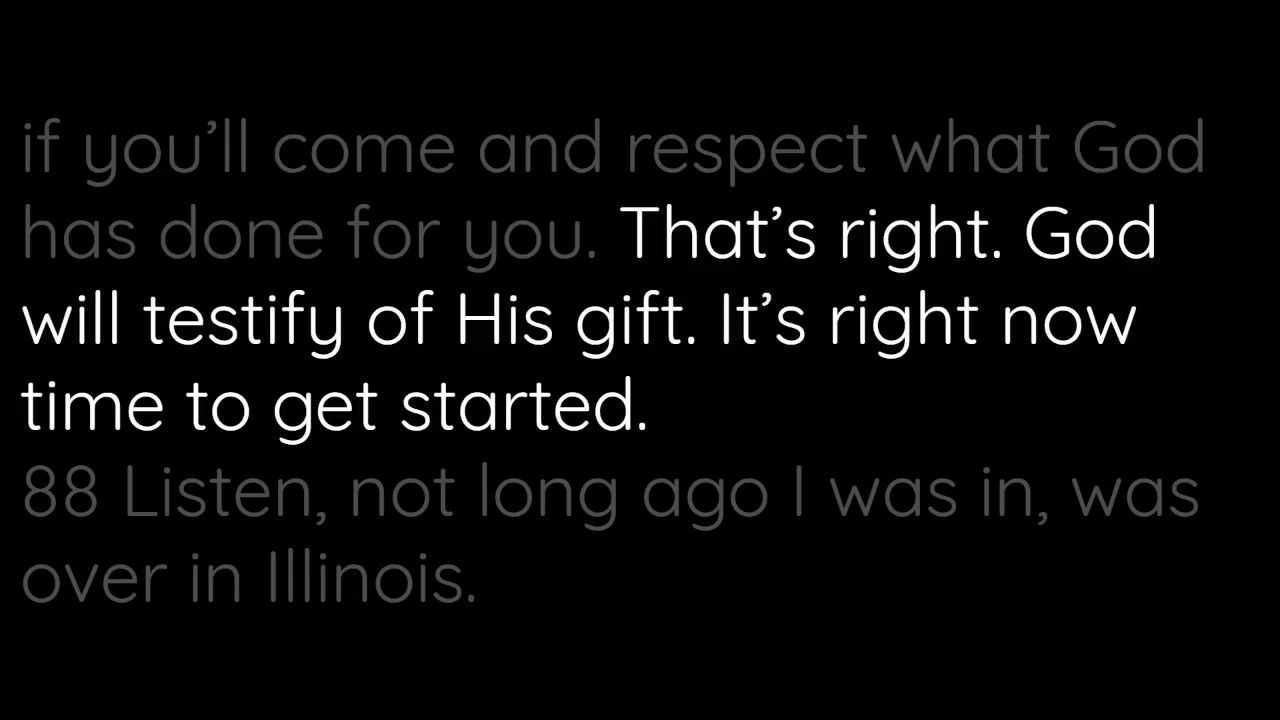 if you’ll come and respect what God
has done for you. That’s right. God
will testify of His gift. It’s right now
time to get started.
88 Listen, not long ago I was in, was
over in Illinois.